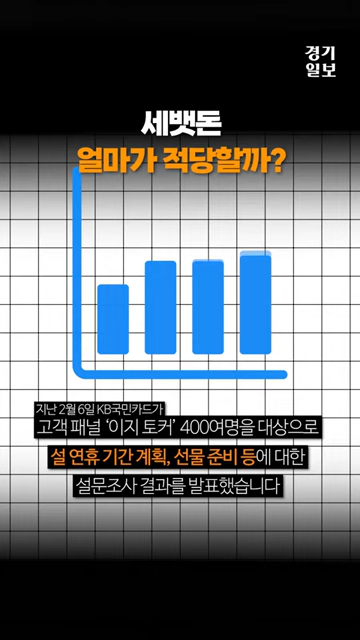 경기
일보
세뱃돈
얼마가 적당할까?
지난 2월 6일 KB국민카드가
고객 패널 ‘이지 토커’ 400여명을 대상으로
설 연휴 기간 계획, 선물 준비 등에 대한
설문조사 결과를 발표했습니다